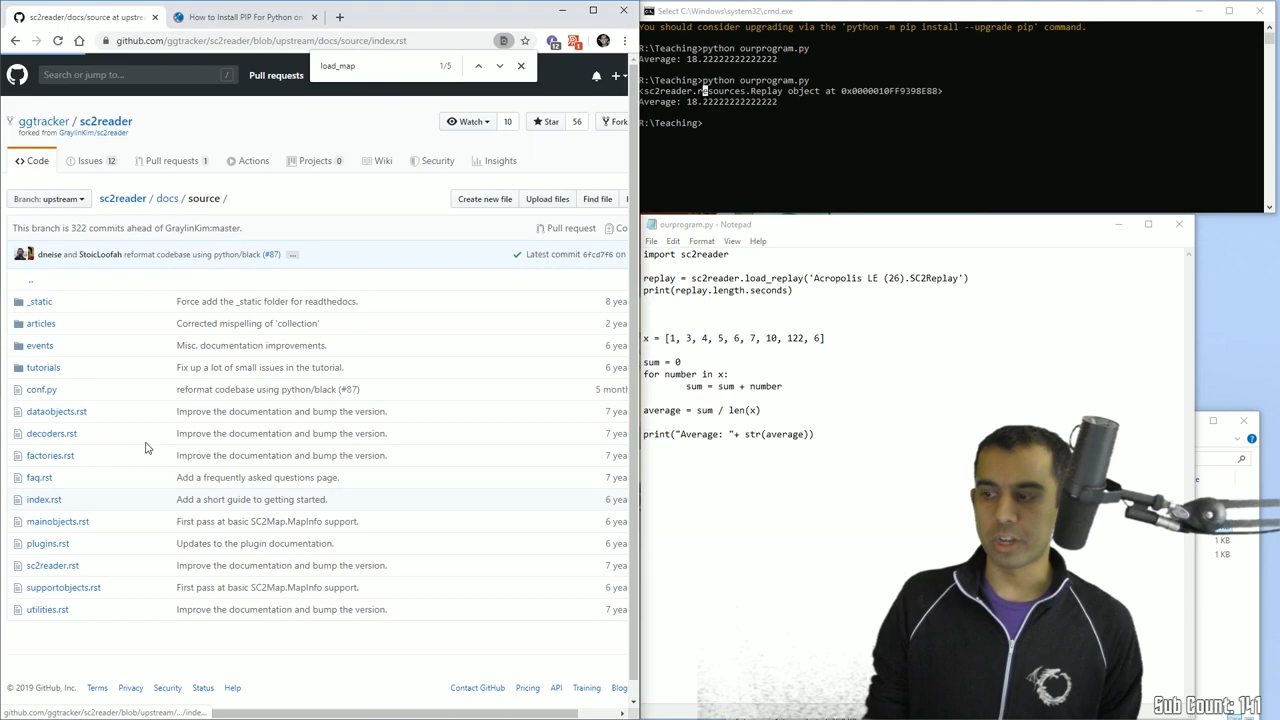 sc2reader/docs/source at upstre
How to Install PIP For Python on
github.com/ggtracker/sc2reader/blob/upstream/docs/source/index.rst
12
load_map
1/5
Search or jump to...
/
Pull requests
ggtracker / sc2reader
forked from GraylinKim/sc2reader
Watch
10
Star
56
Fork
Code
Issues 12
Pull requests 1
Actions
Projects 0
Wiki
Security
Insights
Branch: upstream
sc2reader / docs / source /
Create new file
Upload files
Find file
This branch is 322 commits ahead of GraylinKim:master.
Pull request
Co
dneise and StoicLoofah reformat codebase using python/black (#87)
...
Latest commit 6fcd7f6 on
..
_static
Force add the _static folder for readthedocs.
8 yea
articles
Corrected mispelling of 'collection'
2 yea
events
Misc. documentation improvements.
6 yea
tutorials
Fix up a lot of small issues in the tutorial.
6 yea
conf.py
reformat codebase using python/black (#87)
5 month
dataobjects.rst
Improve the documentation and bump the version.
7 yea
decoders.rst
Improve the documentation and bump the version.
7 yea
factories.rst
Improve the documentation and bump the version.
7 yea
faq.rst
Add a frequently asked questions page.
7 yea
index.rst
Add a short guide to getting started.
6 yea
mainobjects.rst
First pass at basic SC2Map.MapInfo support.
6 yea
plugins.rst
Updates to the plugin documentation.
6 yea
sc2reader.rst
Improve the documentation and bump the version.
7 yea
supportobjects.rst
First pass at basic SC2Map.MapInfo support.
6 yea
utilities.rst
Improve the documentation and bump the version.
7 yea
© 2019 GitHub, Inc.
Terms
Privacy
Security
Status
Help
Contact GitHub
Pricing
API
Training
Blog
github.com/ggtracker/sc2reader/blob/upstream/.../inde...
Select C:\Windows\system32\cmd.exe
You should consider upgrading via the 'python -m pip install --upgrade pip' command.
R:\Teaching>python ourprogram.py
Average: 18.22222222222222
R:\Teaching>python ourprogram.py
<sc2reader.resources.Replay object at 0x0000010FF9398E88>
Average: 18.22222222222222
R:\Teaching>
ourprogram.py - Notepad
File Edit Format View Help
import sc2reader
replay = sc2reader.load_replay('Acropolis LE (26).SC2Replay')
print(replay.length.seconds)
x = [1, 3, 4, 5, 6, 7, 10, 122, 6]
sum = 0
for number in x:
sum = sum + number
average = sum / len(x)
print("Average: "+ str(average))
1 KB
1 KB
Sub Count: 141